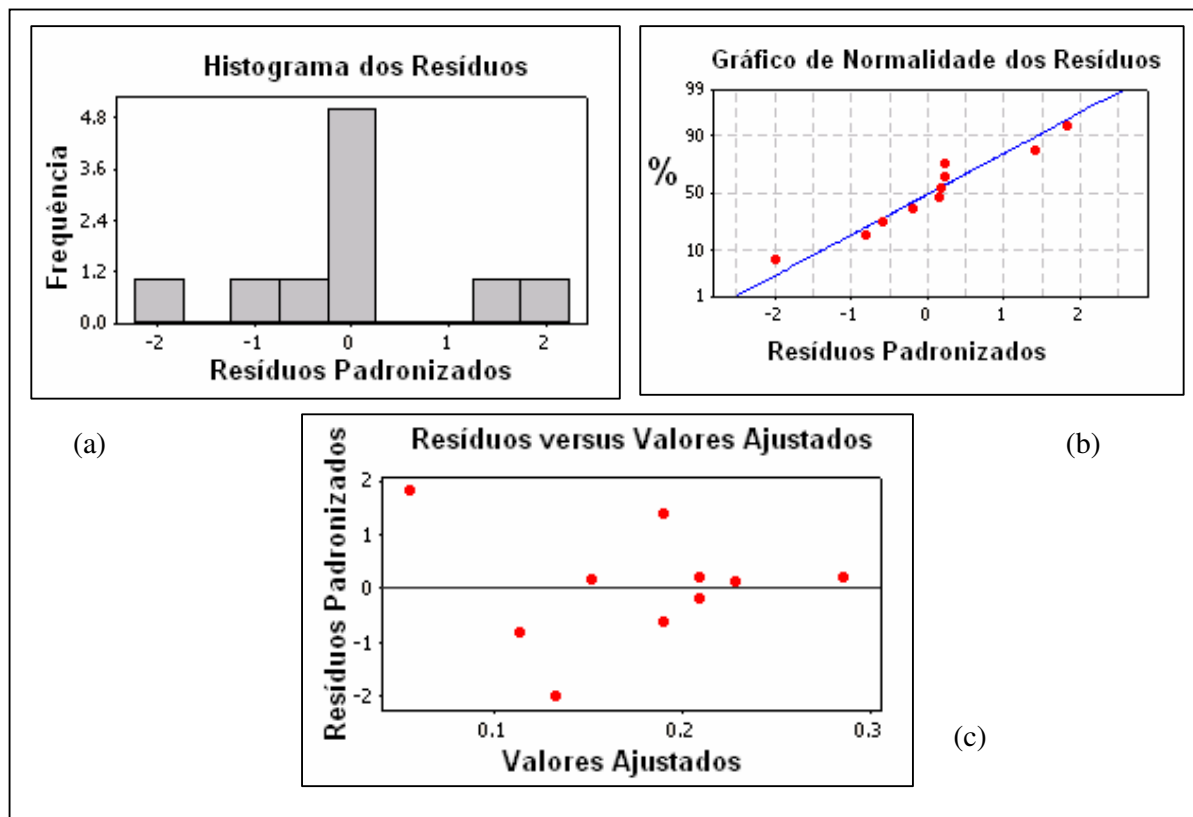 Histograma dos Resíduos
Frequência
4.8
3.6
2.4
1.2
0.0
-2 -1 0 1 2
Resíduos Padronizados
(a)
Gráfico de Normalidade dos Resíduos
%
99
90
50
10
1
-2 -1 0 1 2
Resíduos Padronizados
(b)
Resíduos versus Valores Ajustados
Resíduos Padronizados
2
1
0
-1
-2
0.1 0.2 0.3
Valores Ajustados
(c)